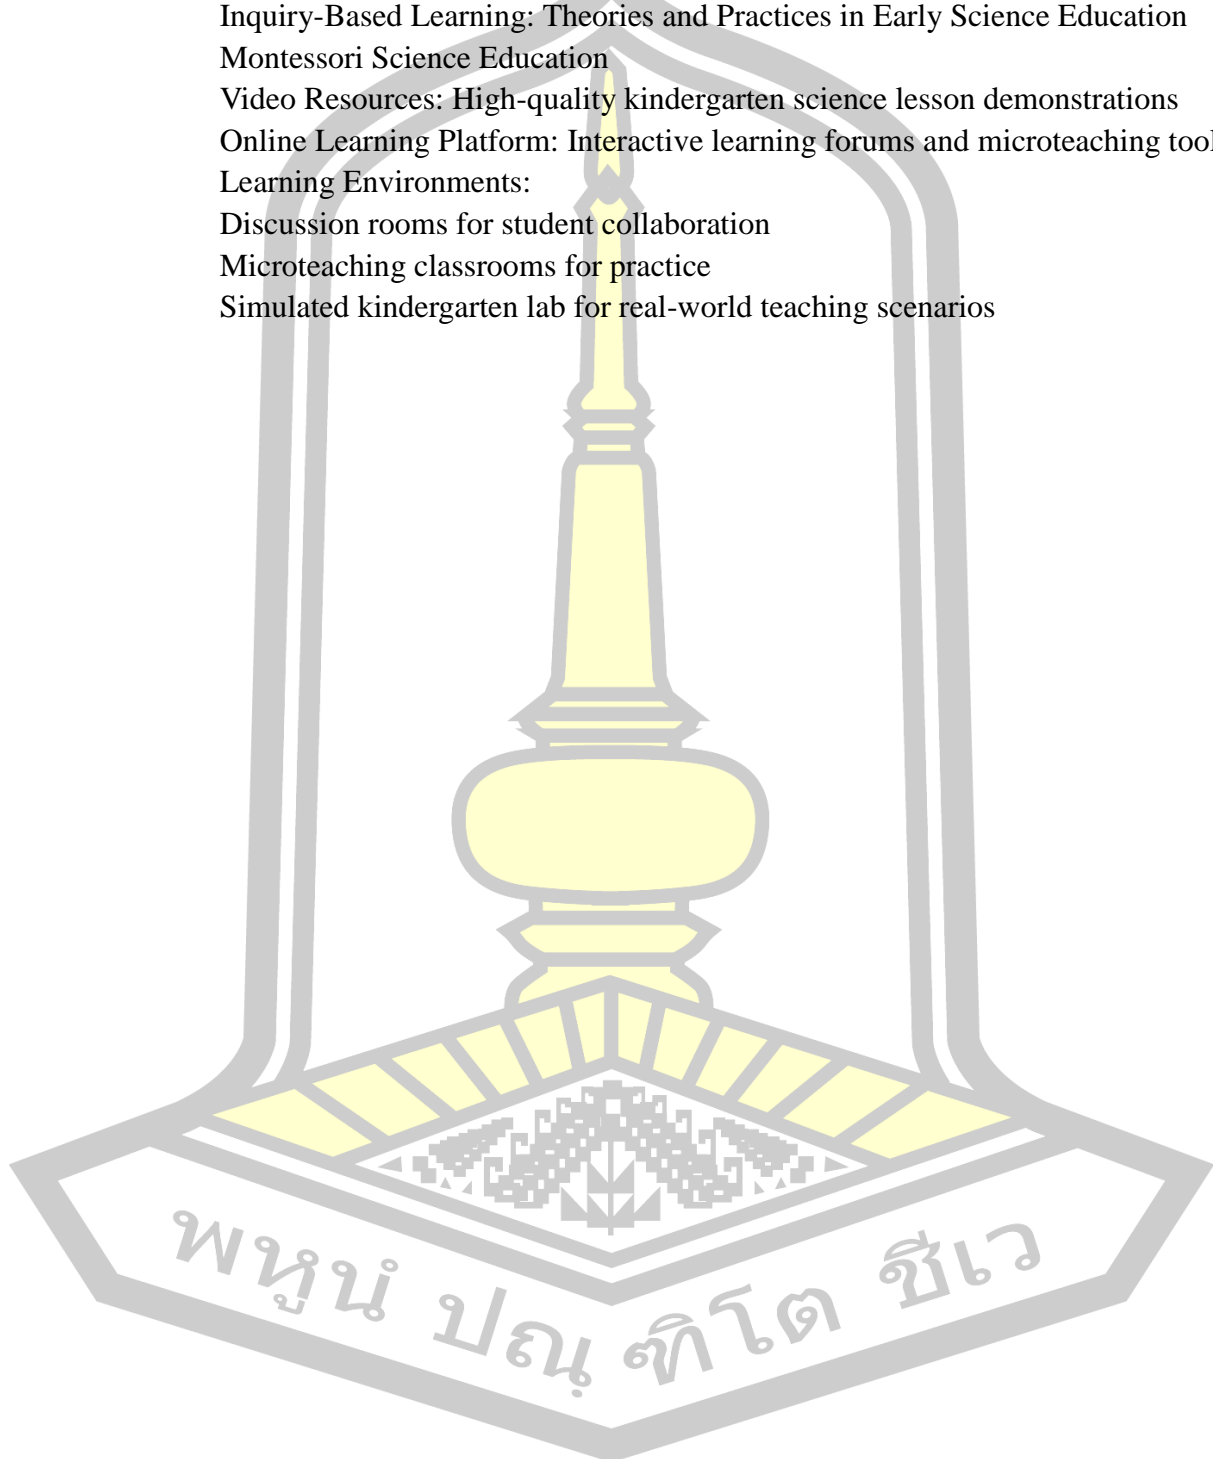 Inquiry-Based Learning: Theories and Practices in Early Science Education
Montessori Science Education
Video Resources: High-quality kindergarten science lesson demonstrations
Online Learning Platform: Interactive learning forums and microteaching tool
Learning Environments:
Discussion rooms for student collaboration
Microteaching classrooms for practice
Simulated kindergarten lab for real-world teaching scenarios
พหูนํ ปณฺฑิโต ชีเว